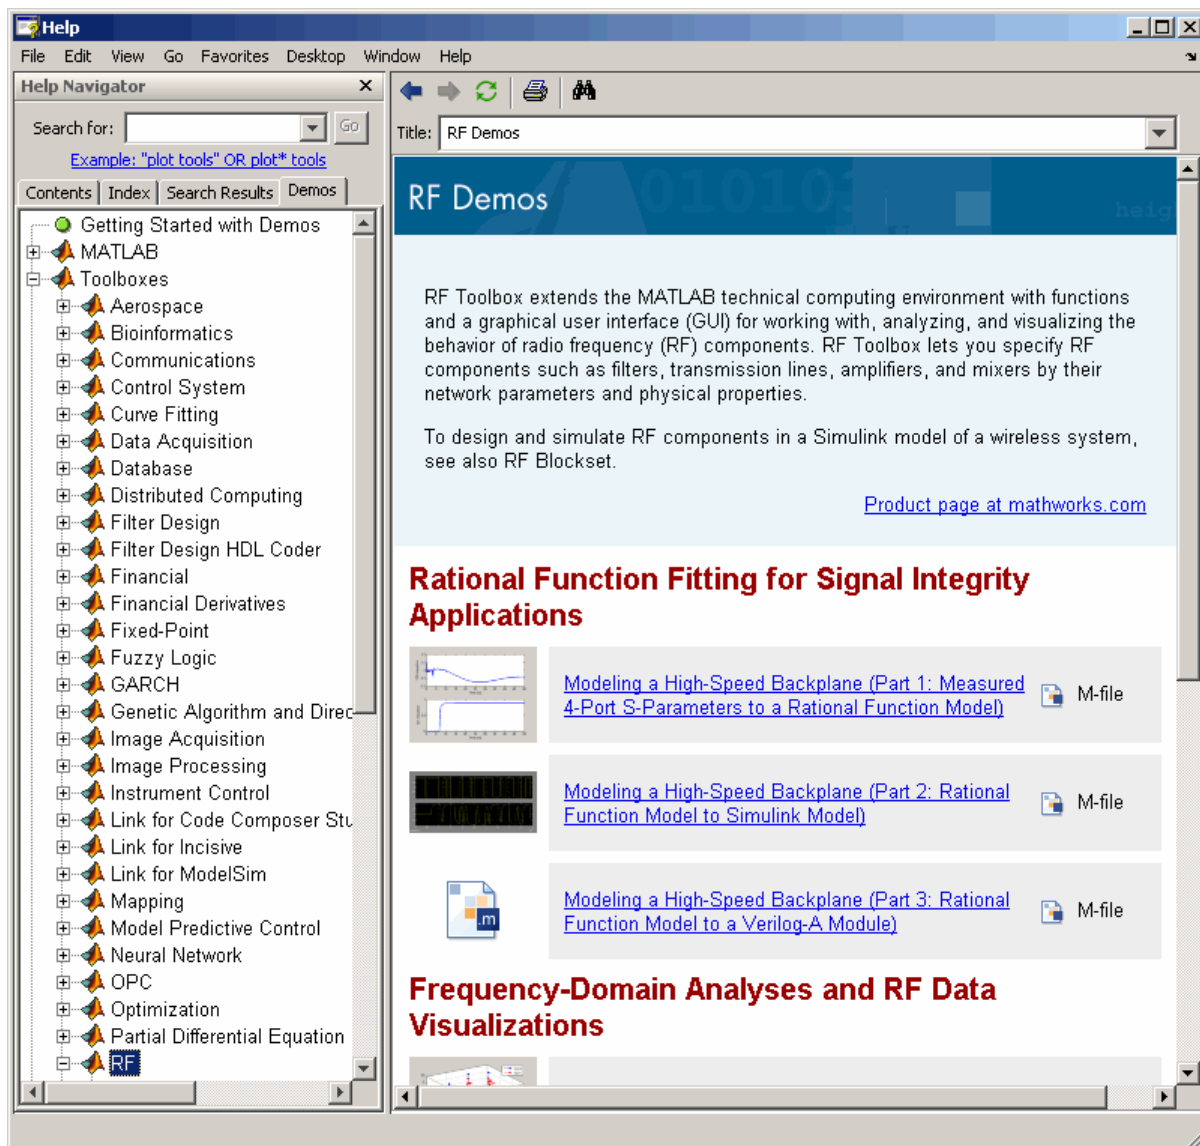 Help
File Edit View Go Favorites Desktop Window Help
Help Navigator
Search for:
Go
Example: "plot tools" OR plot* tools
Contents Index Search Results Demos
Getting Started with Demos
MATLAB
Toolboxes
Aerospace
Bioinformatics
Communications
Control System
Curve Fitting
Data Acquisition
Database
Distributed Computing
Filter Design
Filter Design HDL Coder
Financial
Financial Derivatives
Fixed-Point
Fuzzy Logic
GARCH
Genetic Algorithm and Direc
Image Acquisition
Image Processing
Instrument Control
Link for Code Composer Stu
Link for Incisive
Link for ModelSim
Mapping
Model Predictive Control
Neural Network
OPC
Optimization
Partial Differential Equation
RF
Title: RF Demos
RF Demos
010101
heig
RF Toolbox extends the MATLAB technical computing environment with functions
and a graphical user interface (GUI) for working with, analyzing, and visualizing the
behavior of radio frequency (RF) components. RF Toolbox lets you specify RF
components such as filters, transmission lines, amplifiers, and mixers by their
network parameters and physical properties.
To design and simulate RF components in a Simulink model of a wireless system,
see also RF Blockset.
Product page at mathworks.com
Rational Function Fitting for Signal Integrity
Applications
Modeling a High-Speed Backplane (Part 1: Measured
4-Port S-Parameters to a Rational Function Model)
M-file
Modeling a High-Speed Backplane (Part 2: Rational
Function Model to Simulink Model)
M-file
.m
Modeling a High-Speed Backplane (Part 3: Rational
Function Model to a Verilog-A Module)
M-file
Frequency-Domain Analyses and RF Data
Visualizations